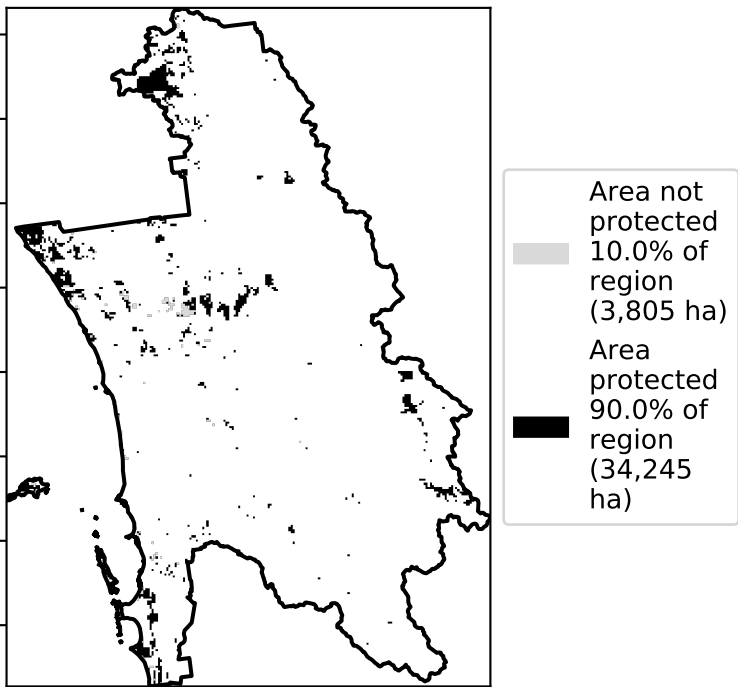 Area not
protected
10.0% of
region
(3,805 ha)
Area
protected
90.0% of
region
(34,245
ha)